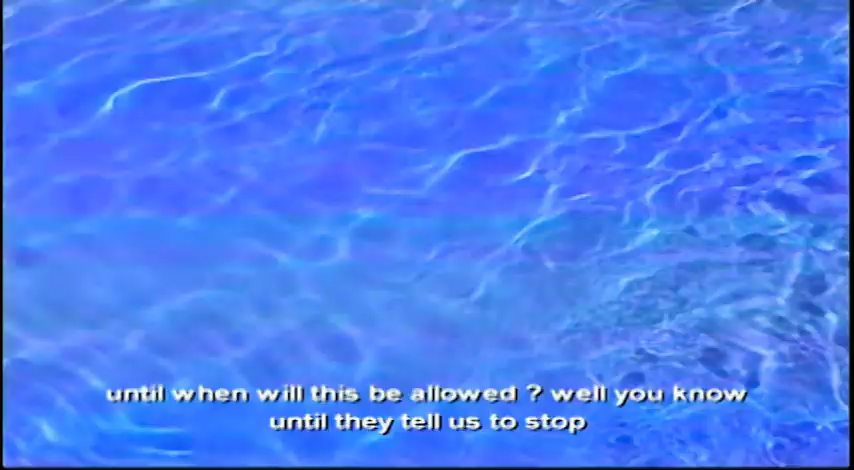 until when will this be allowed ? well you know
until they tell us to stop